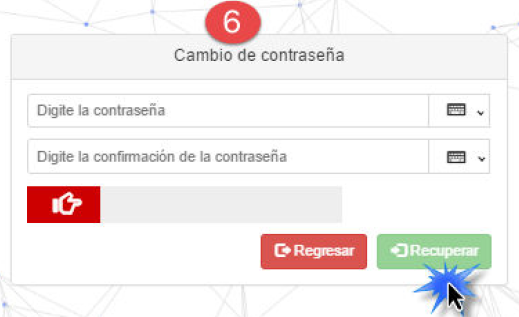 6
Cambio de contraseña
Digite la contraseña
Digite la confirmación de la contraseña
Regresar
Recuperar